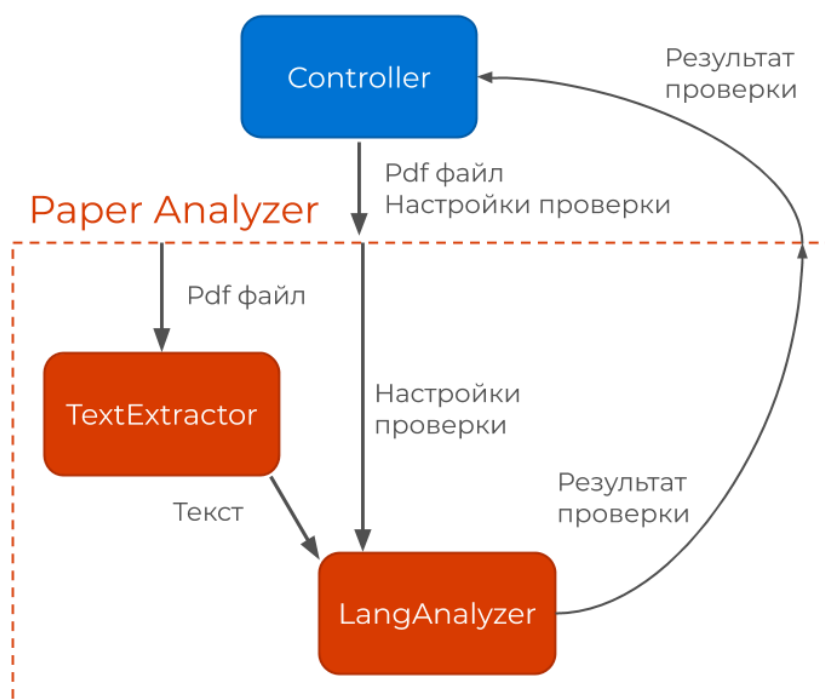 Controller
Результат
проверки
Pdf файл
Настройки проверки
Paper Analyzer
Pdf файл
TextExtractor
Настройки
проверки
Текст
Результат
проверки
LangAnalyzer